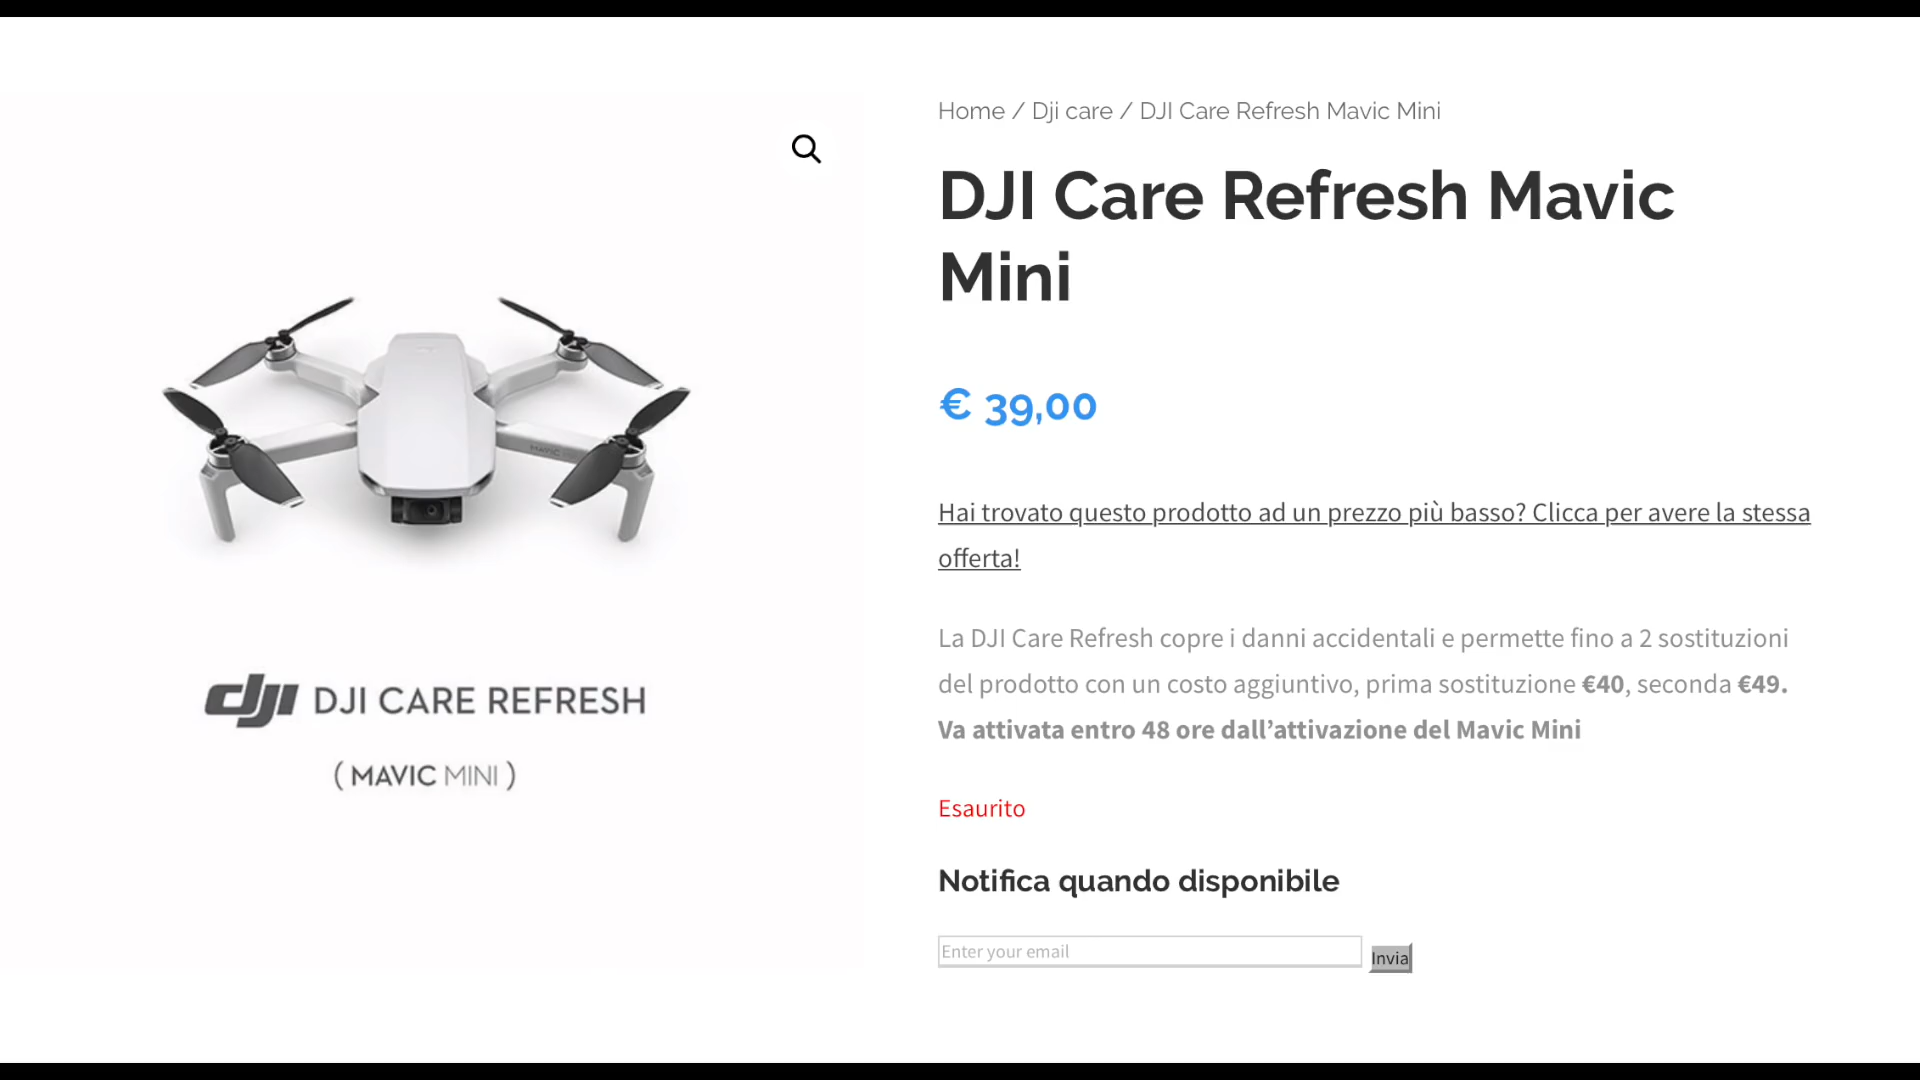 Home / Dji care / DJI Care Refresh Mavic Mini
DJI Care Refresh Mavic
Mini
€ 39,00
Hai trovato questo prodotto ad un prezzo più basso? Clicca per avere la stessa
offerta!
La DJI Care Refresh copre i danni accidentali e permette fino a 2 sostituzioni
del prodotto con un costo aggiuntivo, prima sostituzione €40, seconda €49.
Va attivata entro 48 ore dall’attivazione del Mavic Mini
Esaurito
Notifica quando disponibile
Enter your email
Invia
MAVIC
dji DJI CARE REFRESH
( MAVIC MINI )